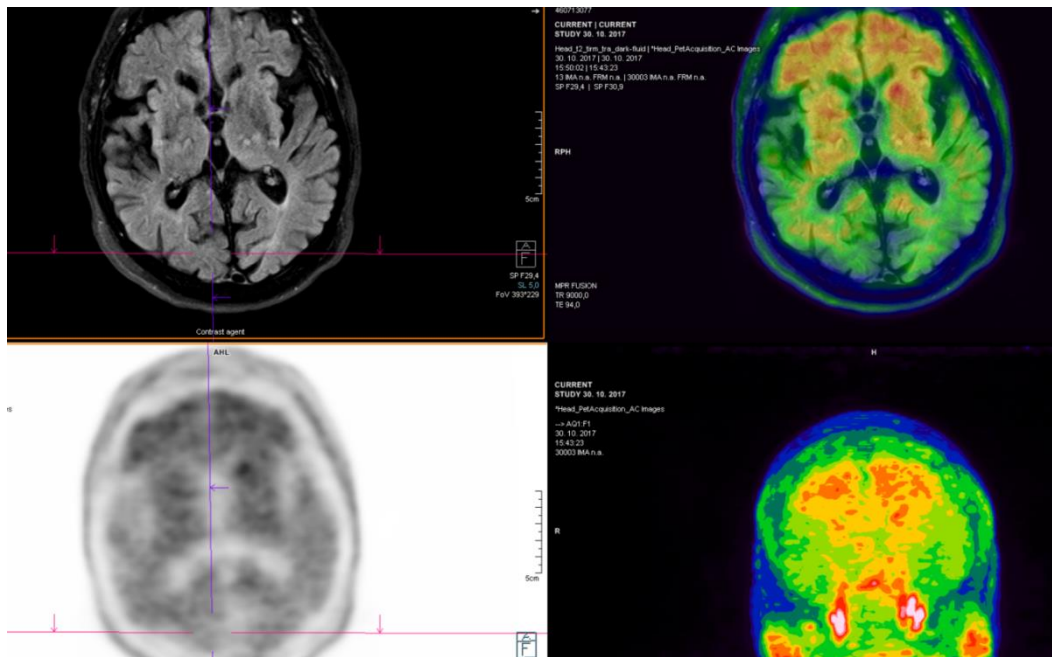 460713077
CURRENT | CURRENT
STUDY 30. 10. 2017
Head_t2_tirm_tra_dark-fluid | *Head_PetAcquisition_AC Images
30. 10. 2017 | 30. 10. 2017
15:50:02 | 15:43:23
13 IMA n.a. FRM n.a. | 30003 IMA n.a. FRM n.a.
SP F29,4 | SP F30,9
RPH
MPR FUSION
TR 9000,0
TE 94,0
5cm
A
F
SP F29,4
SL 5,0
FoV 393*229
Contrast agent
AHL
5cm
A
F
H
CURRENT
STUDY 30. 10. 2017
*Head_PetAcquisition_AC Images
--> AQ1:F1
30. 10. 2017
15:43:23
30003 IMA n.a.
R